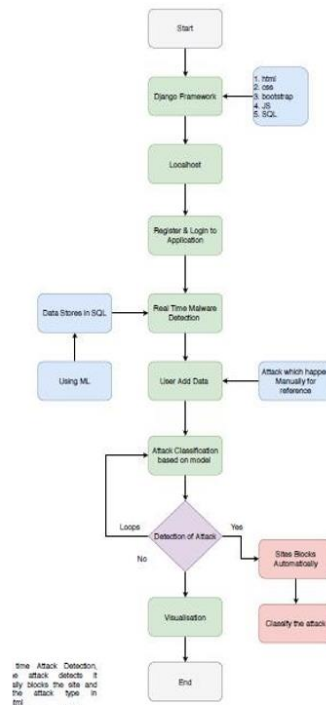 Start
Django Framework
1. html
2. css
3. bootstrap
4. JS
5. SQL
Localhost
Register & Login to
Application
Data Stores in SQL
Real Time Malware
Detection
Using ML
User Add Data
Attack which happe
Manually for
reference
Attack Classification
based on model
Loops
Detection of Attack
Yes
No
Sites Blocks
Automatically
Visualisation
Classify the attack
End
time Attack Detection,
attack detects it
ally blocks the site and
the attack type in